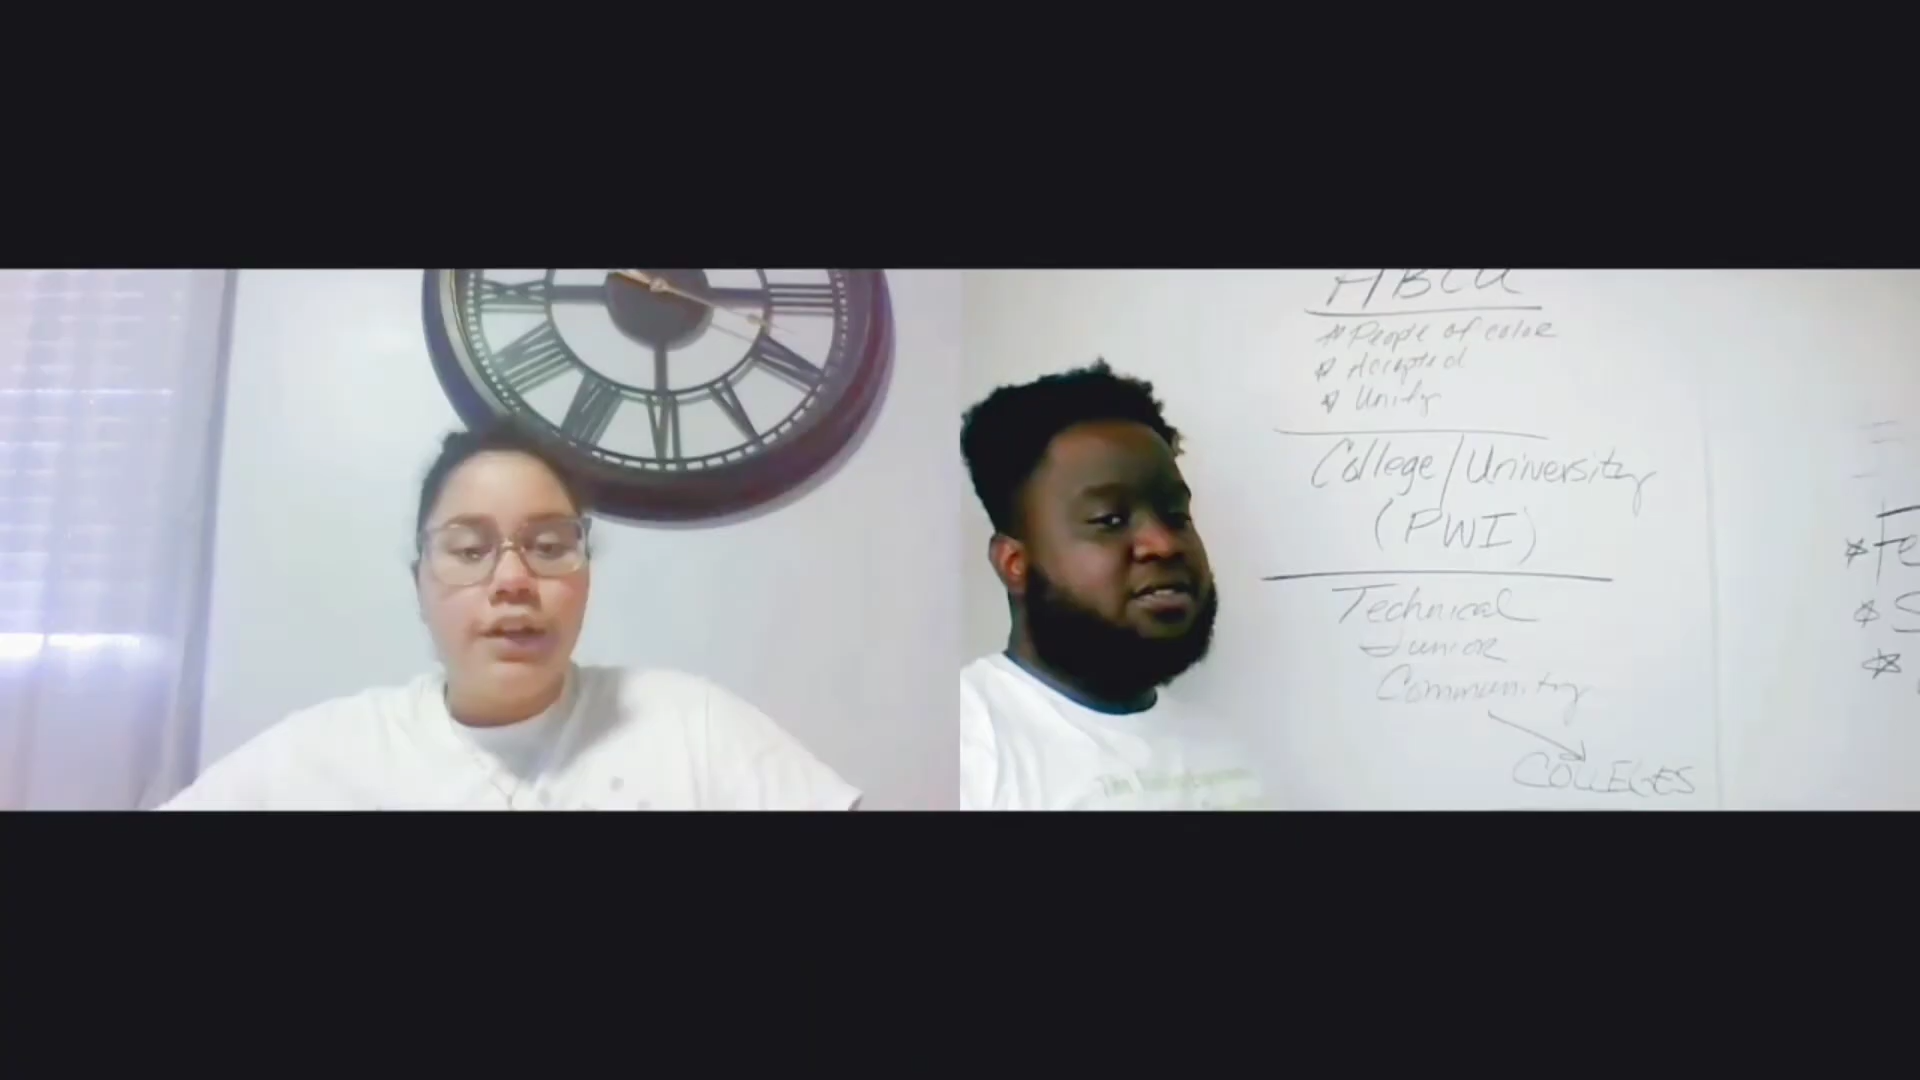 HBCU
* People of color
* Accepted
* Unity
College/University
(PWI)
Technical
Junior
Community
COLLEGES